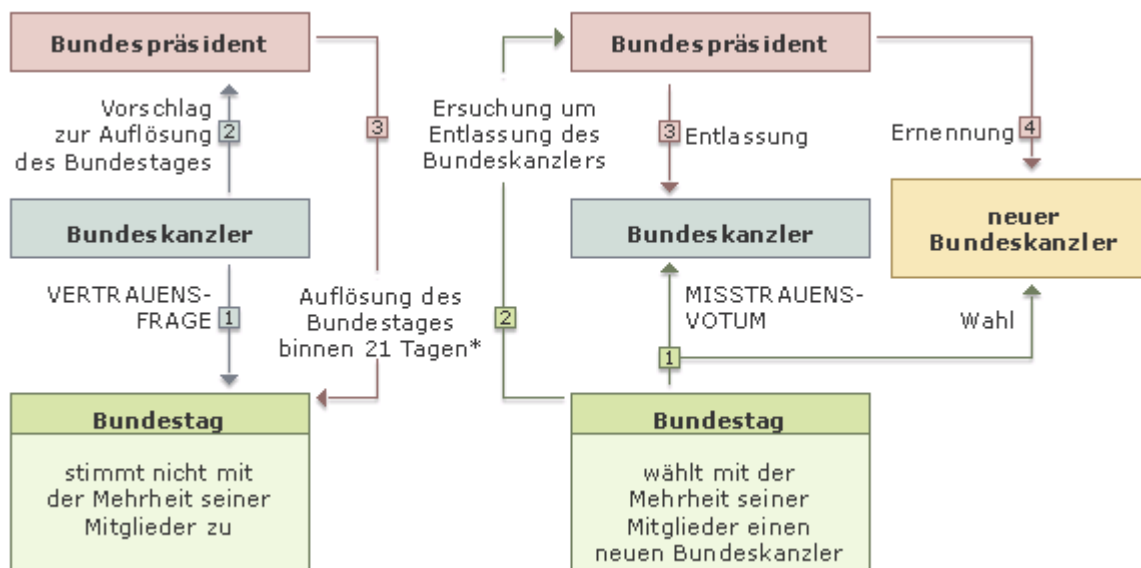 Bundespräsident
Vorschlag
zur Auflösung
des Bundestages
2
3
Bundeskanzler
VERTRAUENS-
FRAGE
1
Auflösung des
Bundestages
binnen 21 Tagen*
Bundestag
stimmt nicht mit
der Mehrheit seiner
Mitglieder zu
Bundespräsident
Ersuchung um
Entlassung des
Bundeskanzlers
3
Entlassung
Ernennung
4
Bundeskanzler
neuer
Bundeskanzler
2
MISSTRAUENS-
VOTUM
1
Wahl
Bundestag
wählt mit der
Mehrheit seiner
Mitglieder einen
neuen Bundeskanzler